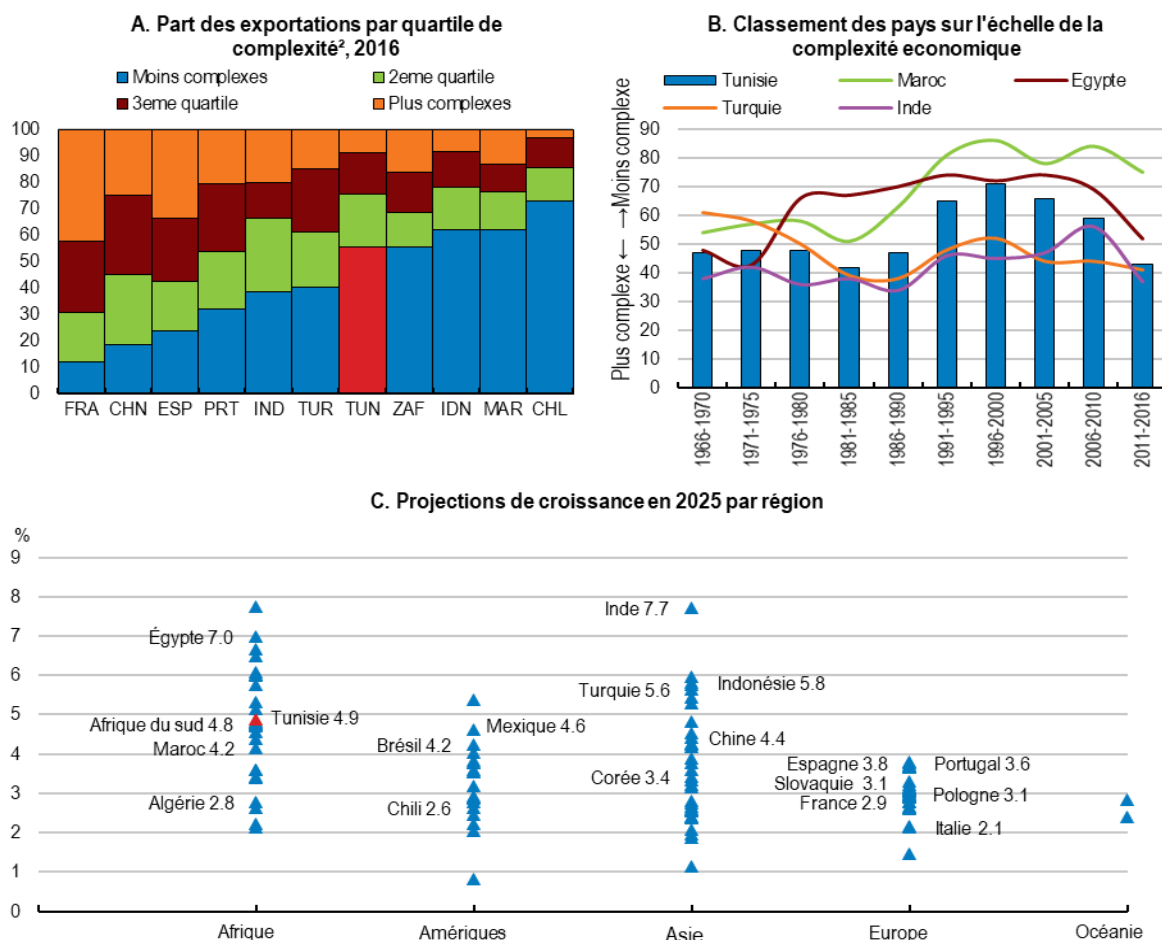 A. Part des exportations par quartile de
complexité², 2016
Moins complexes
2eme quartile
3eme quartile
Plus complexes
100
90
80
70
60
50
40
30
20
10
0
FRA CHN ESP PRT IND TUR TUN ZAF IDN MAR CHL
B. Classement des pays sur l'échelle de la
complexité economique
Tunisie
Maroc
Egypte
Turquie
Inde
Plus complexe ← →Moins complexe
90
80
70
60
50
40
30
20
10
0
1966-1970
1971-1975
1976-1980
1981-1985
1986-1990
1991-1995
1996-2000
2001-2005
2006-2010
2011-2016
C. Projections de croissance en 2025 par région
%
9
8
7
6
5
4
3
2
1
0
Égypte 7.0
Afrique du sud 4.8
Tunisie 4.9
Maroc 4.2
Algérie 2.8
Mexique 4.6
Brésil 4.2
Chili 2.6
Inde 7.7
Turquie 5.6
Indonésie 5.8
Chine 4.4
Corée 3.4
Espagne 3.8
Portugal 3.6
Slovaquie 3.1
Pologne 3.1
France 2.9
Italie 2.1
Afrique
Amériques
Asie
Europe
Océanie